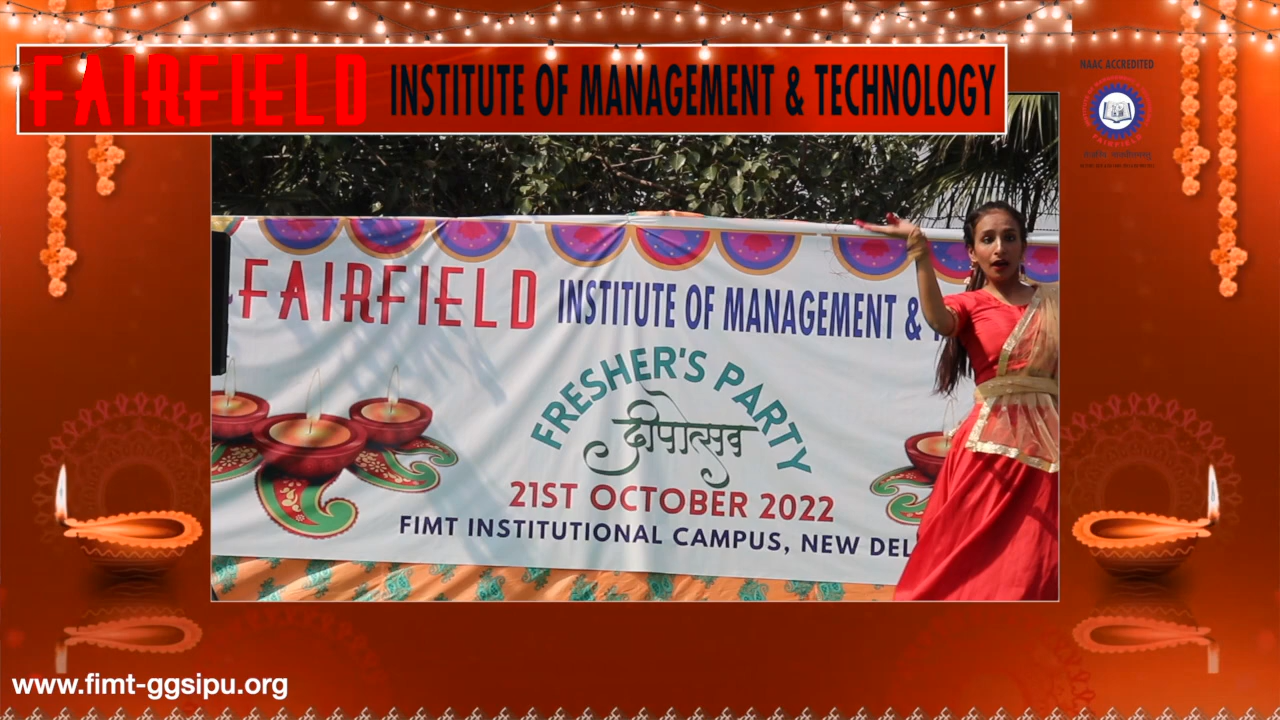 FAIRFIELD INSTITUTE OF MANAGEMENT & TECHNOLOGY
NAAC ACCREDITED
FAIRFIELD INSTITUTE OF MANAGEMENT &
FRESHER'S PARTY
दीपोत्सव
21ST OCTOBER 2022
FIMT INSTITUTIONAL CAMPUS, NEW DEL
www.fimt-ggsipu.org